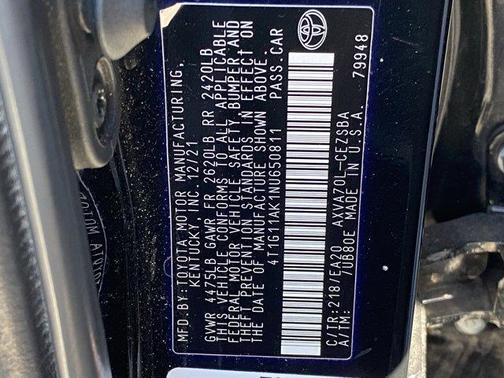 MFD.BY:TOYOTA MOTOR MANUFACTURING,
KENTUCKY, INC. 12/21
GVWR 4475LB GAWR FR 2620LB RR 2420LB
THIS VEHICLE CONFORMS TO ALL APPLICABLE
FEDERAL MOTOR VEHICLE SAFETY, BUMPER AND
THEFT PREVENTION STANDARDS IN EFFECT ON
THE DATE OF MANUFACTURE SHOWN ABOVE.
4T1G11AK1NU650811 PASS.CAR
C/TR:218/EA20 AXVA70L-CEZSBA
A/TM: 70B80E MADE IN U.S.A.
79948